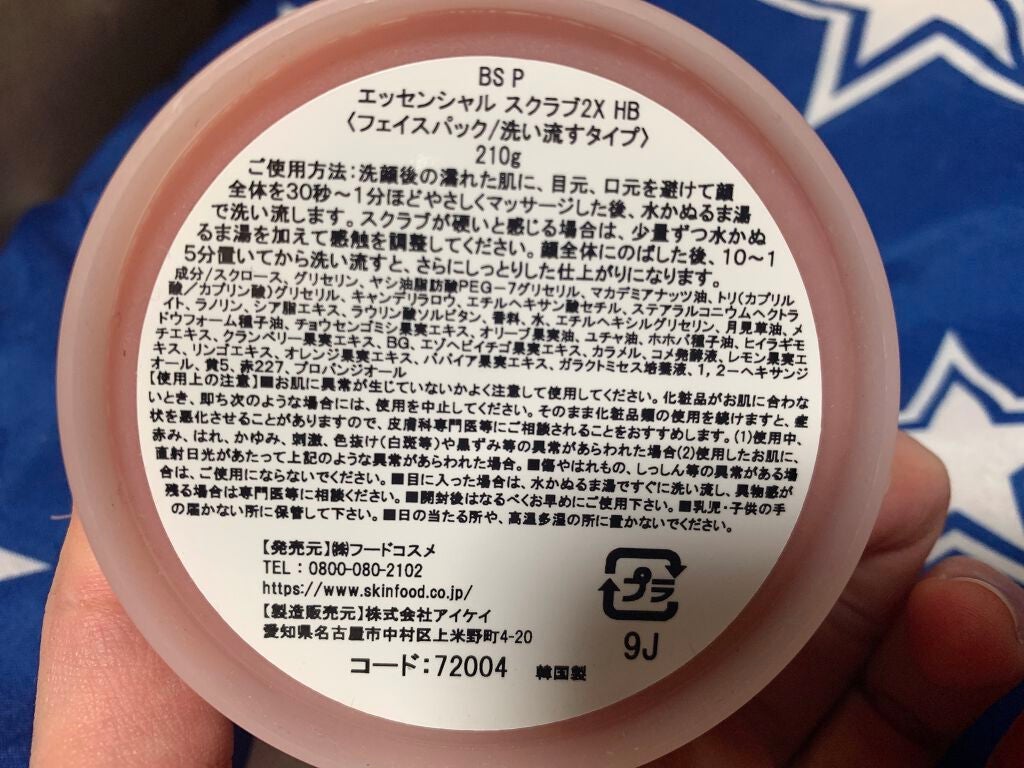 BS P
エッセンシャル スクラブ2X HB
〈フェイスパック/洗い流すタイプ〉
210g
ご使用方法:洗顔後の濡れた肌に、目元、口元を避けて顔
全体を30秒～1分ほどやさしくマッサージした後、水かぬるま湯
で洗い流します。スクラブが硬いと感じる場合は、少量ずつ水かぬ
るま湯を加えて感触を調整してください。顔全体にのばした後、10～1
5分置いてから洗い流すと、さらにしっとりした仕上がりになります。
成分/スクロース、グリセリン、ヤシ油脂肪酸PEG-7グリセリル、マカデミアナッツ油、トリ(カプリル
酸/カプリン酸)グリセリル、キャンデリラロウ、エチルヘキサン酸セチル、ステアラルコニウムヘクトラ
イト、ラノリン、シア脂エキス、ラウリン酸ソルビタン、香料、水、エチルヘキシルグリセリン、月見草油、メ
ドウフォーム種子油、チョウセンゴミシ果実エキス、オリーブ果実油、ユチャ油、ホホバ種子油、ヒイラギモ
チエキス、クランベリー果実エキス、BG、エゾヘビイチゴ果実エキス、カラメル、コメ発酵液、レモン果実エ
キス、リンゴエキス、オレンジ果実エキス、パパイア果実エキス、ガラクトミセス培養液、1,2-ヘキサンジ
オール、黄5、赤227、プロパンジオール
【使用上の注意】■お肌に異常が生じていないかよく注意して使用してください。化粧品がお肌に合わな
いとき、即ち次のような場合には、使用を中止してください。そのまま化粧品類の使用を続けますと、症
状を悪化させることがありますので、皮膚科専門医等にご相談されることをおすすめします。(1)使用中、
赤み、はれ、かゆみ、刺激、色抜け(白斑等)や黒ずみ等の異常があらわれた場合(2)使用したお肌に、
直射日光があたって上記のような異常があらわれた場合。■傷やはれもの、しっしん等の異常がある場
合は、ご使用にならないでください。■目に入った場合は、水かぬるま湯ですぐに洗い流し、異物感が
残る場合は専門医等に相談ください。■開封後はなるべくお早めにご使用下さい。■乳児・子供の手
の届かない所に保管して下さい。■日の当たる所や、高温多湿の所に置かないでください。
【発売元】㈱フードコスメ
TEL : 0800-080-2102
https://www.skinfood.co.jp/
【製造販売元】株式会社アイケイ
愛知県名古屋市中村区上米野町4-20
プラ
9J
コード:72004 韓国製